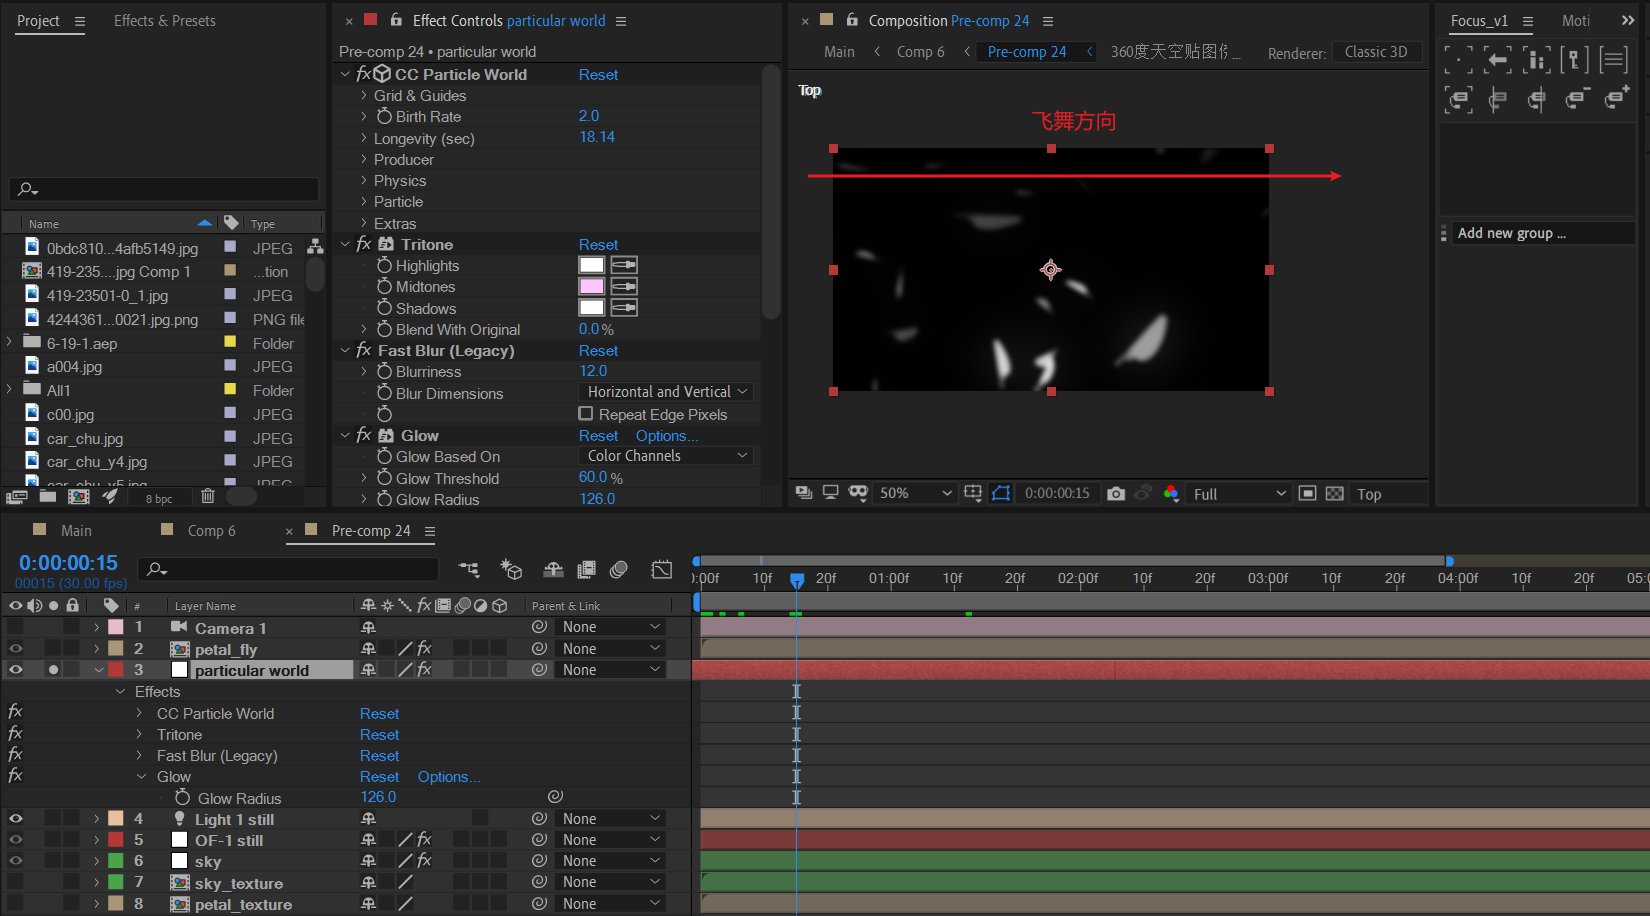 Project
Effects & Presets
Name
Type
0bdc810...4afb5149.jpg JPEG
419-235....jpg Comp 1 ...tion
419-23501-0_1.jpg JPEG
4244361...0021.jpg.png PNG file
6-19-1.aep Folder
a004.jpg JPEG
All1 Folder
c00.jpg JPEG
car_chu.jpg JPEG
car_chu_y4.jpg JPEG
car_chu_y5.jpg JPEG
8 bpc
Effect Controls particular world
Pre-comp 24 • particular world
fx CC Particle World Reset
Grid & Guides
Birth Rate 2.0
Longevity (sec) 18.14
Producer
Physics
Particle
Extras
fx Tritone Reset
Highlights
Midtones
Shadows
Blend With Original 0.0%
fx Fast Blur (Legacy) Reset
Blurriness 12.0
Blur Dimensions Horizontal and Vertical
Repeat Edge Pixels
fx Glow Reset Options...
Glow Based On Color Channels
Glow Threshold 60.0 %
Glow Radius 126.0
Composition Pre-comp 24
Main < Comp 6 < Pre-comp 24 < 360度天空贴图
Renderer: Classic 3D
Top
飞舞方向
50% 0:00:00:15 Full Top
Focus_v1
Moti
Add new group ...
Main
Comp 6
Pre-comp 24
0:00:00:15
00015 (30.00 fps)
:00f 10f 20f 01:00f 10f 20f 02:00f 10f 20f 03:00f 10f 20f 04:00f 10f 20f 05:0
# Layer Name fx Parent & Link
1 Camera 1 None
2 petal_fly fx None
3 particular world fx None
Effects
fx CC Particle World Reset
fx Tritone Reset
fx Fast Blur (Legacy) Reset
fx Glow Reset Options...
Glow Radius 126.0
4 Light 1 still None
5 OF-1 still fx None
6 sky fx None
7 sky_texture None
8 petal_texture None